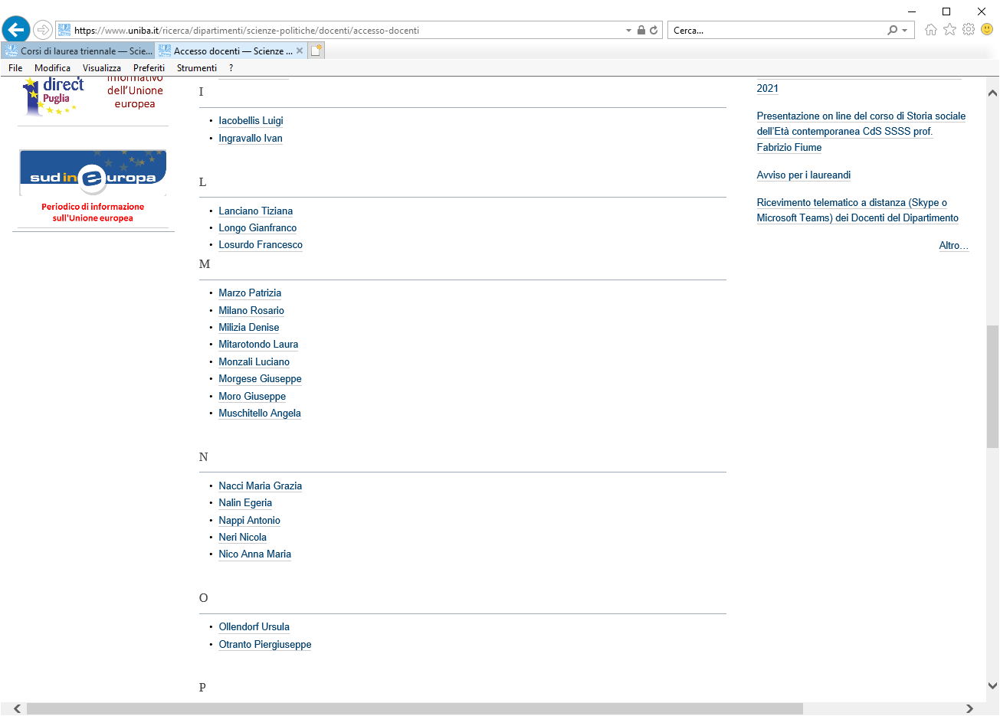 https://www.uniba.it/ricerca/dipartimenti/scienze-politiche/docenti/accesso-docenti
Cerca...
Corsi di laurea triennale — Scie...
Accesso docenti — Scienze ...
File Modifica Visualizza Preferiti Strumenti ?
direct
Puglia
informativo
dell'Unione
europea
sud in europa
Periodico di informazione
sull'Unione europea
I
• Iacobellis Luigi
• Ingravallo Ivan
L
• Lanciano Tiziana
• Longo Gianfranco
• Losurdo Francesco
M
• Marzo Patrizia
• Milano Rosario
• Milizia Denise
• Mitarotondo Laura
• Monzali Luciano
• Morgese Giuseppe
• Moro Giuseppe
• Muschitello Angela
N
• Nacci Maria Grazia
• Nalin Egeria
• Nappi Antonio
• Neri Nicola
• Nico Anna Maria
O
• Ollendorf Ursula
• Otranto Piergiuseppe
P
2021
Presentazione on line del corso di Storia sociale
dell'Età contemporanea CdS SSSS prof.
Fabrizio Fiume
Avviso per i laureandi
Ricevimento telematico a distanza (Skype o
Microsoft Teams) dei Docenti del Dipartimento
Altro…